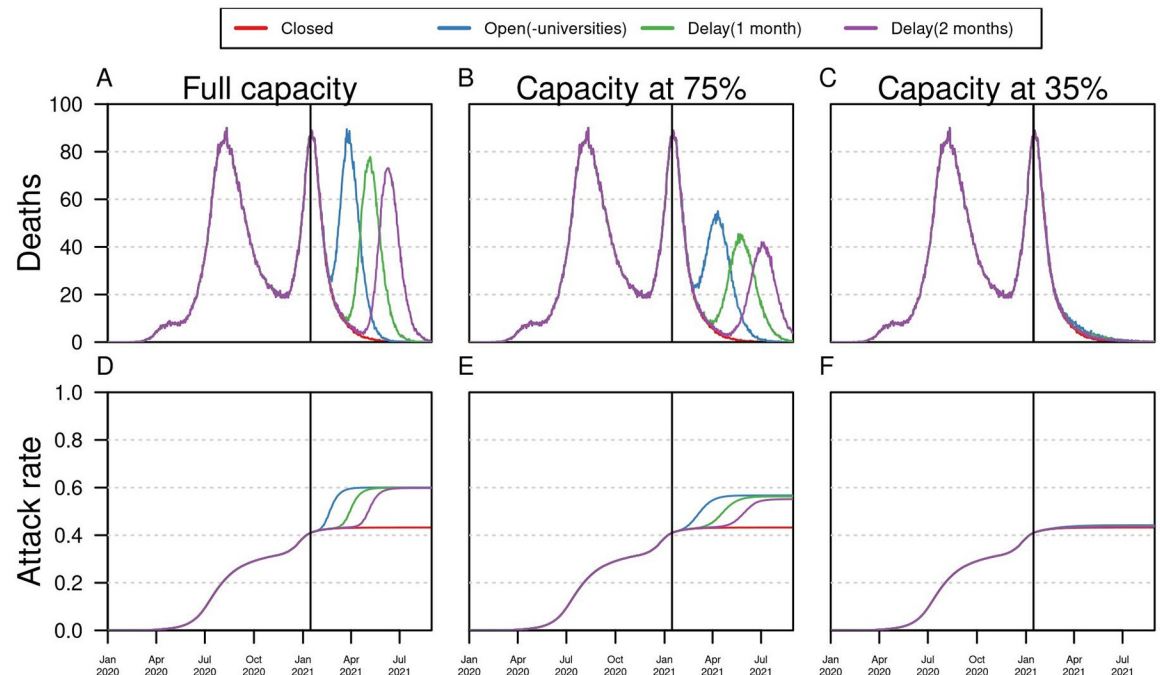 Closed Open(-universities) Delay(1 month) Delay(2 months)
A Full capacity B Capacity at 75% C Capacity at 35%
100
80
60
40
20
0
Deaths
D E F
1.0
0.8
0.6
0.4
0.2
0.0
Attack rate
Jan Apr Jul Oct Jan Apr Jul Jan Apr Jul Oct Jan Apr Jul Jan Apr Jul Oct Jan Apr Jul
2020 2020 2020 2020 2021 2021 2021 2020 2020 2020 2020 2021 2021 2021 2020 2020 2020 2020 2021 2021 2021